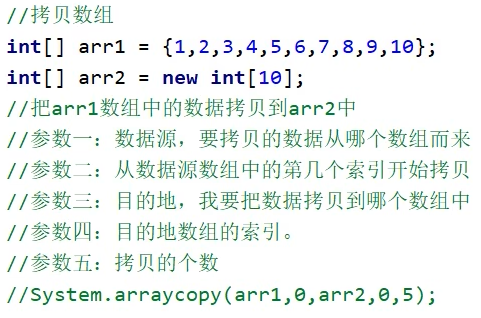 //拷贝数组
int[] arr1 = {1,2,3,4,5,6,7,8,9,10};
int[] arr2 = new int[10];
//把arr1数组中的数据拷贝到arr2中
//参数一：数据源，要拷贝的数据从哪个数组而来
//参数二：从数据源数组中的第几个索引开始拷贝
//参数三：目的地，我要把数据拷贝到哪个数组中
//参数四：目的地数组的索引。
//参数五：拷贝的个数
//System.arraycopy(arr1,0,arr2,0,5);